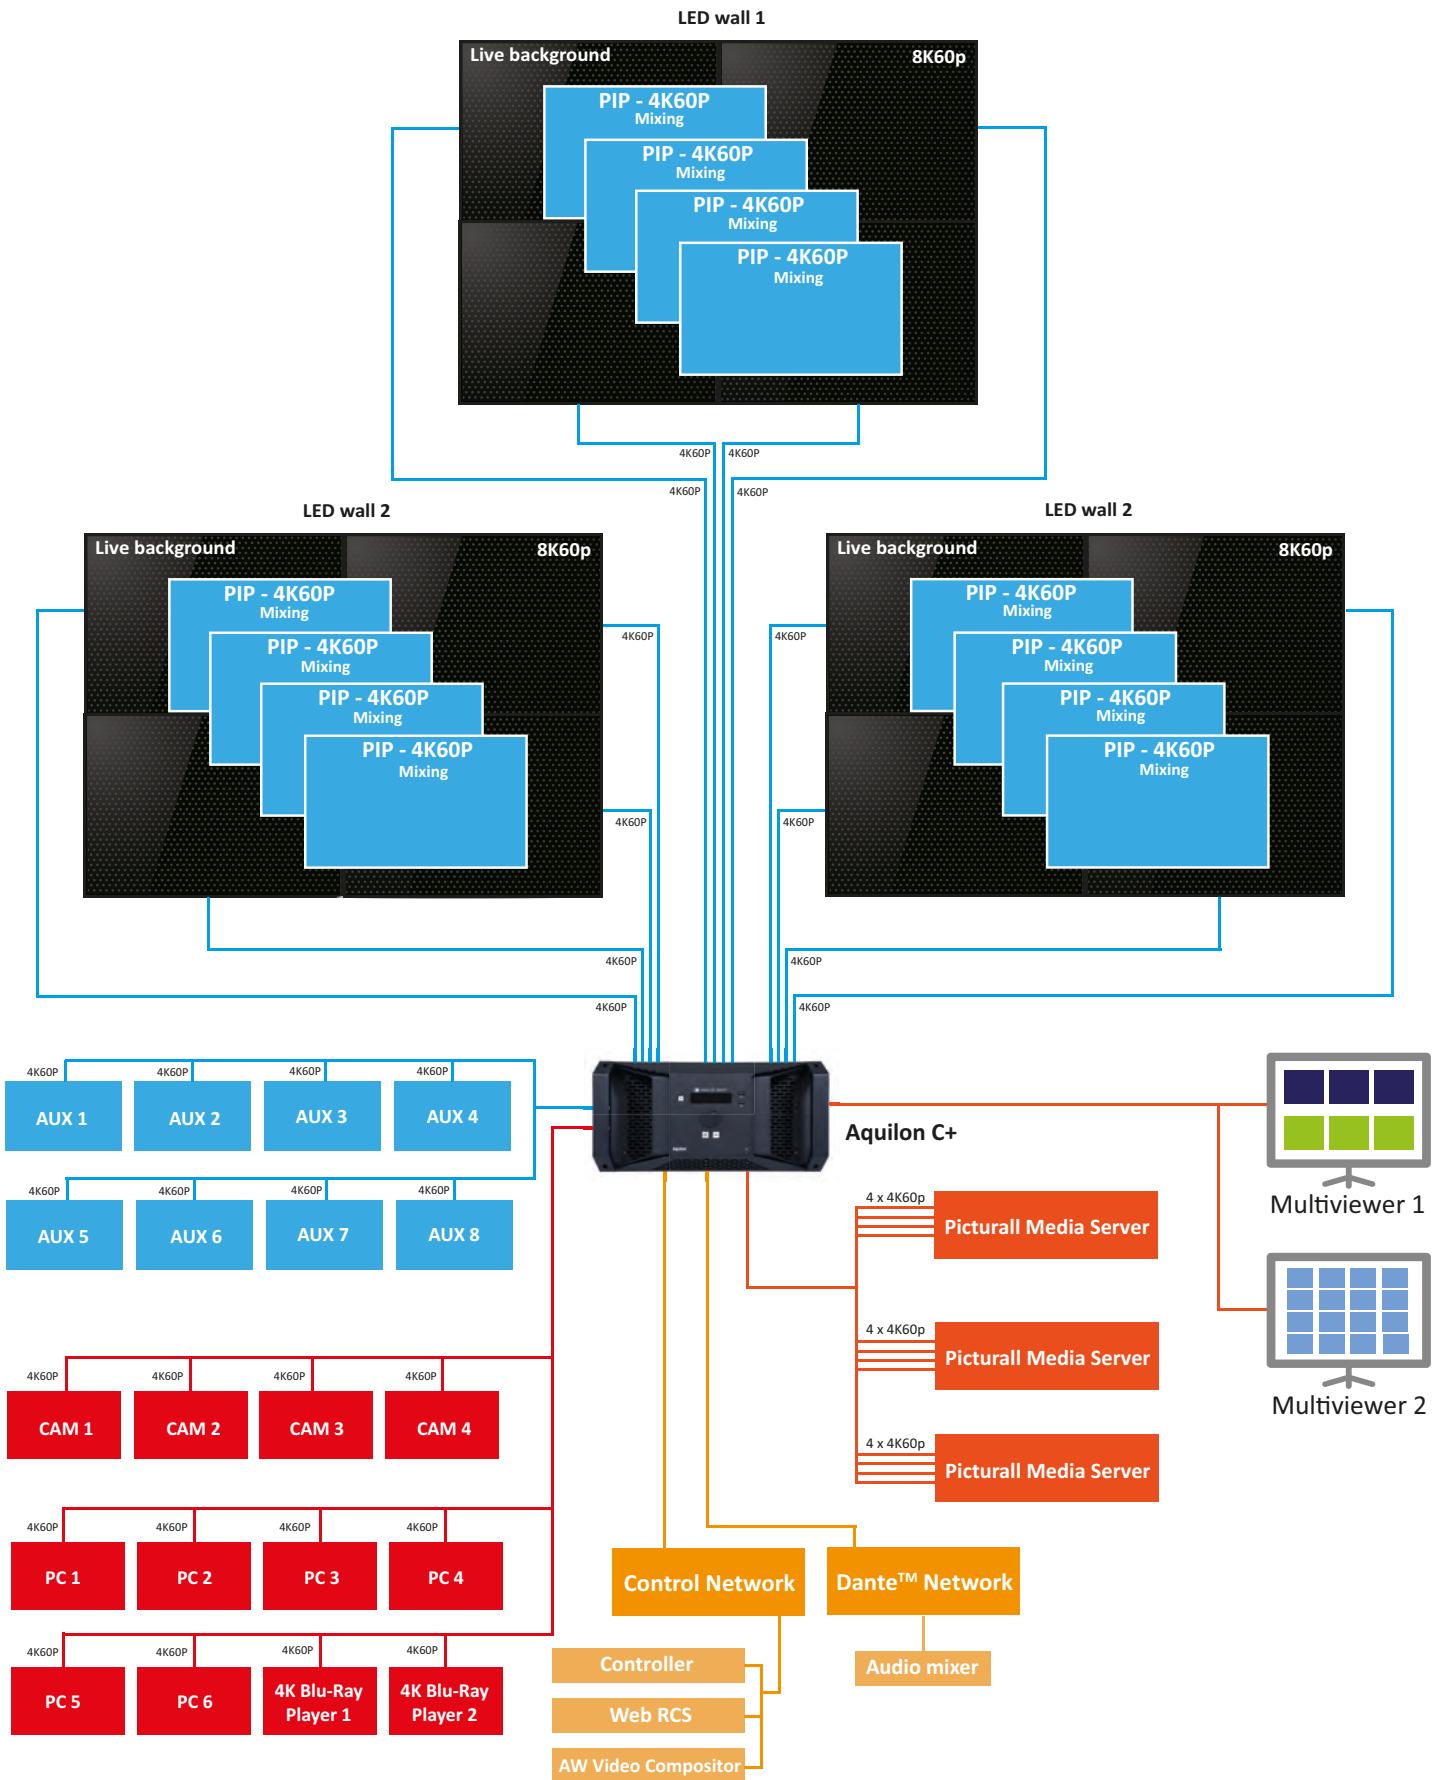 LED wall 1
Live background
8K60p
PIP - 4K60P
Mixing
PIP - 4K60P
Mixing
PIP - 4K60P
Mixing
PIP - 4K60P
Mixing
4K60P
4K60P
4K60P
4K60P
LED wall 2
Live background
8K60p
PIP - 4K60P
Mixing
PIP - 4K60P
Mixing
PIP - 4K60P
Mixing
PIP - 4K60P
Mixing
4K60P
4K60P
4K60P
4K60P
LED wall 2
Live background
8K60p
PIP - 4K60P
Mixing
PIP - 4K60P
Mixing
PIP - 4K60P
Mixing
PIP - 4K60P
Mixing
4K60P
4K60P
4K60P
4K60P
4K60P
4K60P
4K60P
4K60P
AUX 1
AUX 2
AUX 3
AUX 4
4K60P
4K60P
4K60P
4K60P
AUX 5
AUX 6
AUX 7
AUX 8
Aquilon C+
Multiviewer 1
Multiviewer 2
4 x 4K60p
Picturall Media Server
4 x 4K60p
Picturall Media Server
4 x 4K60p
Picturall Media Server
4K60P
4K60P
4K60P
4K60P
CAM 1
CAM 2
CAM 3
CAM 4
4K60P
4K60P
4K60P
4K60P
PC 1
PC 2
PC 3
PC 4
4K60P
4K60P
4K60P
4K60P
PC 5
PC 6
4K Blu-Ray
Player 1
4K Blu-Ray
Player 2
Control Network
Controller
Web RCS
AW Video Compositor
Dante™ Network
Audio mixer